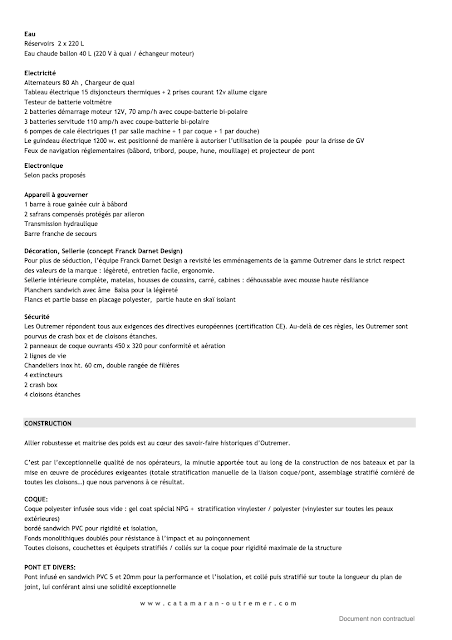 Eau
Réservoirs 2 x 220 L
Eau chaude ballon 40 L (220 V à quai / échangeur moteur)
Electricité
Alternateurs 80 Ah , Chargeur de quai
Tableau électrique 15 disjoncteurs thermiques + 2 prises courant 12v allume cigare
Testeur de batterie voltmètre
2 batteries démarrage moteur 12V, 70 amp/h avec coupe-batterie bi-polaire
3 batteries servitude 110 amp/h avec coupe-batterie bi-polaire
6 pompes de cale électriques (1 par salle machine + 1 par coque + 1 par douche)
Le guindeau électrique 1200 w. est positionné de manière à autoriser l'utilisation de la poupée pour la drisse de GV
Feux de navigation règlementaires (bâbord, tribord, poupe, hune, mouillage) et projecteur de pont
Electronique
Selon packs proposés
Appareil à gouverner
1 barre à roue gainée cuir à bâbord
2 safrans compensés protégés par aileron
Transmission hydraulique
Barre franche de secours
Décoration, Sellerie (concept Franck Darnet Design)
Pour plus de séduction, l'équipe Franck Darnet Design a revisité les emménagements de la gamme Outremer dans le strict respect
des valeurs de la marque : légèreté, entretien facile, ergonomie.
Sellerie intérieure complète, matelas, housses de coussins, carré, cabines : déhoussable avec mousse haute résiliance
Planchers sandwich avec âme Balsa pour la légèreté
Flancs et partie basse en placage polyester, partie haute en skaï isolant
Sécurité
Les Outremer répondent tous aux exigences des directives européennes (certification CE). Au-delà de ces règles, les Outremer sont
pourvus de crash box et de cloisons étanches.
2 panneaux de coque ouvrants 450 x 320 pour conformité et aération
2 lignes de vie
Chandeliers inox ht. 60 cm, double rangée de filières
4 extincteurs
2 crash box
4 cloisons étanches
CONSTRUCTION
Allier robustesse et maitrise des poids est au cœur des savoir-faire historiques d'Outremer.
C'est par l'exceptionnelle qualité de nos opérateurs, la minutie apportée tout au long de la construction de nos bateaux et par la
mise en œuvre de procédures exigeantes (totale stratification manuelle de la liaison coque/pont, assemblage stratifié cornière de
toutes les cloisons…) que nous parvenons à ce résultat.
COQUE:
Coque polyester infusée sous vide : gel coat spécial NPG + stratification vinylester / polyester (vinylester sur toutes les peaux
extérieures)
bordé sandwich PVC pour rigidité et isolation,
Fonds monolithiques doublés pour résistance à l'impact et au poinçonnement
Toutes cloisons, couchettes et équipets stratifiés / collés sur la coque pour rigidité maximale de la structure
PONT ET DIVERS:
Pont infusé en sandwich PVC 5 et 20mm pour la performance et l'isolation, et collé puis stratifié sur toute la longueur du plan de
joint, lui conférant ainsi une solidité exceptionnelle
www.catamaran-outremer.com
Document non contractuel